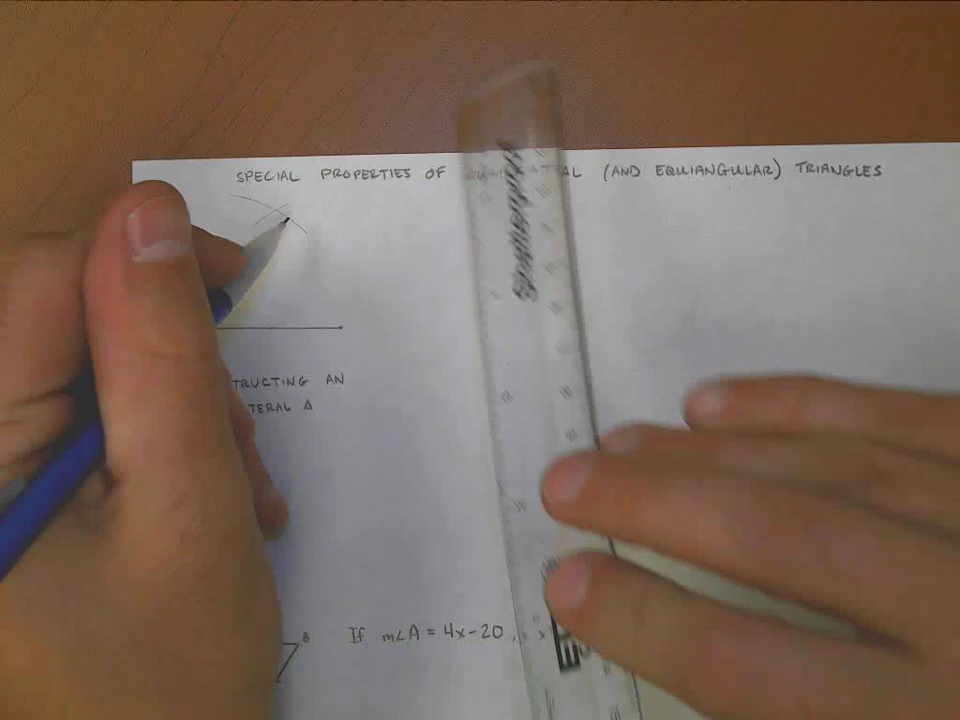 SPECIAL PROPERTIES OF (AND EQUIANGULAR) TRIANGLES
TRUCTING AN
TERAL Δ
B If m∠A = 4x-20,